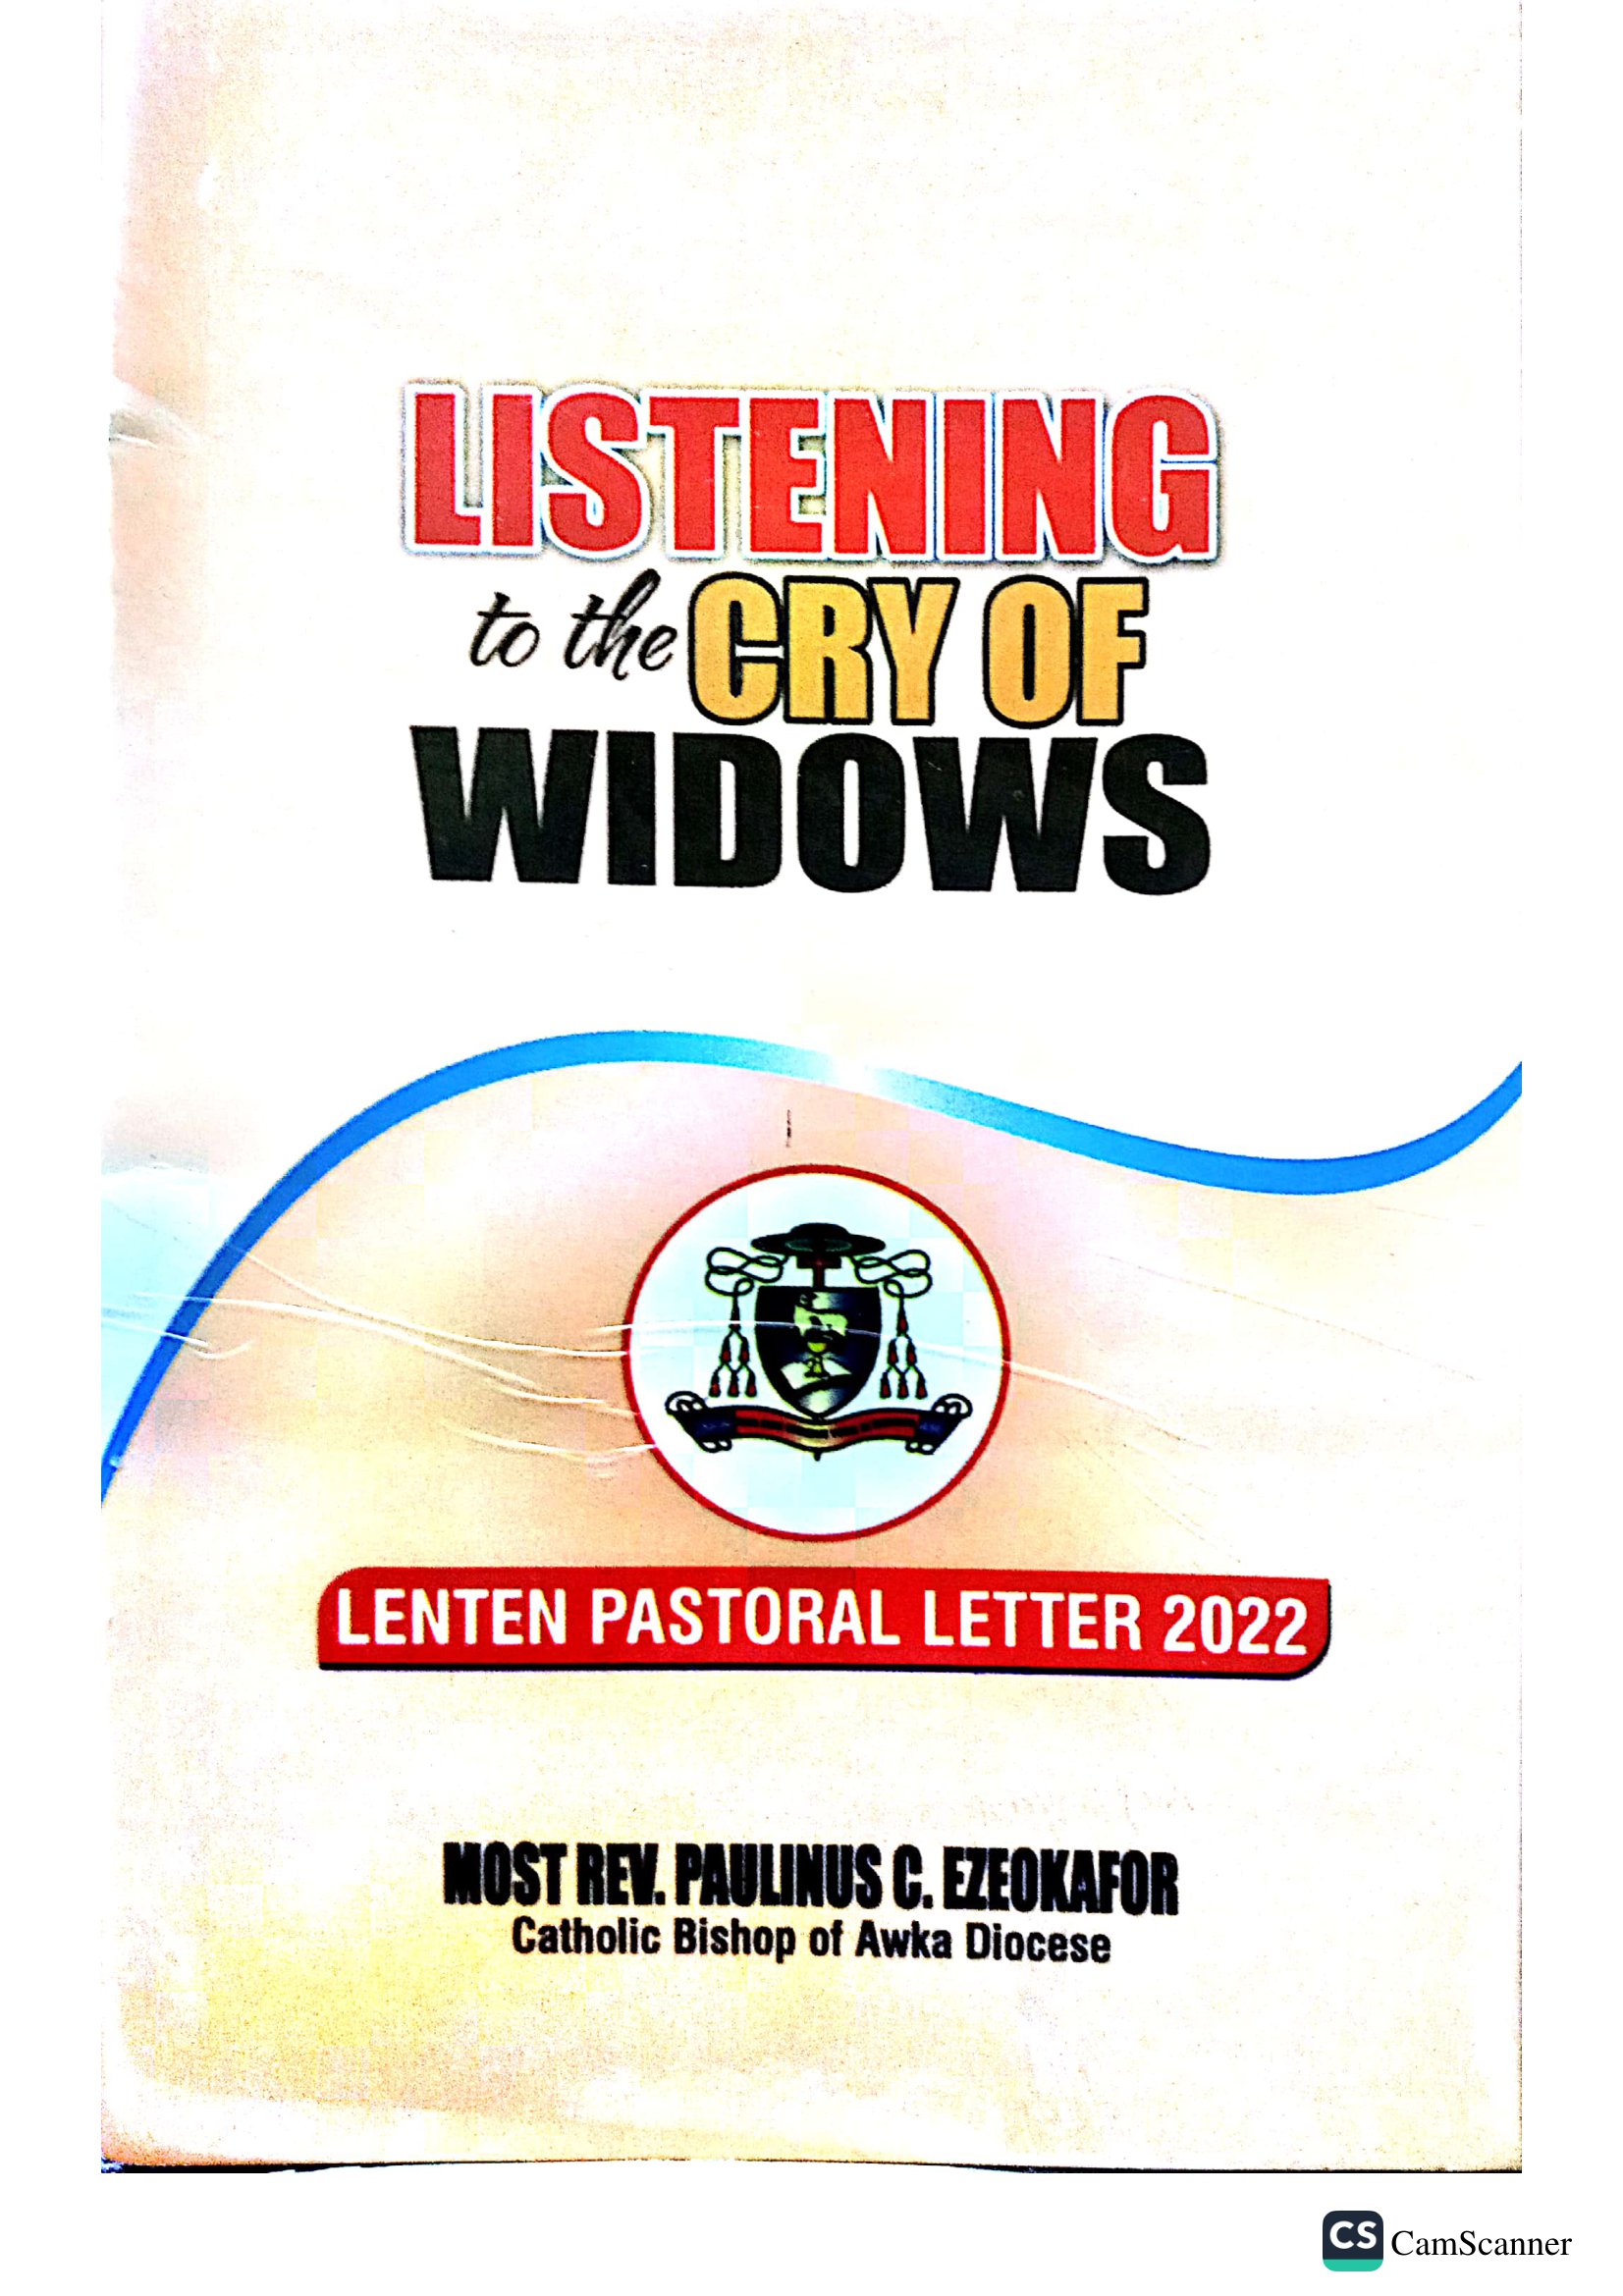 LISTENING
to the CRY OF
WIDOWS
LENTEN PASTORAL LETTER 2022
MOST REV. PAULINUS C. EZEOKAFOR
Catholic Bishop of Awka Diocese
CS CamScanner